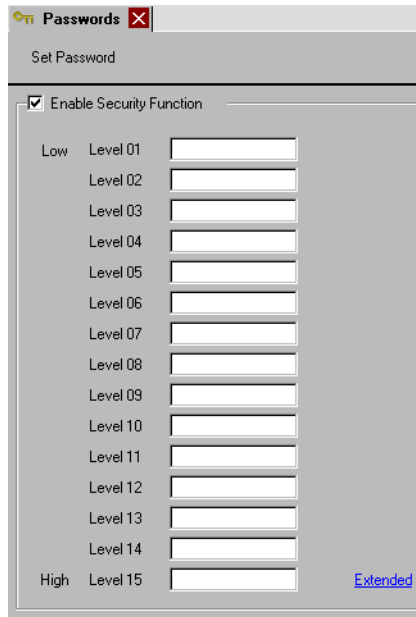 Passwords
Set Password
Enable Security Function
Low Level 01
Level 02
Level 03
Level 04
Level 05
Level 06
Level 07
Level 08
Level 09
Level 10
Level 11
Level 12
Level 13
Level 14
High Level 15 Extended